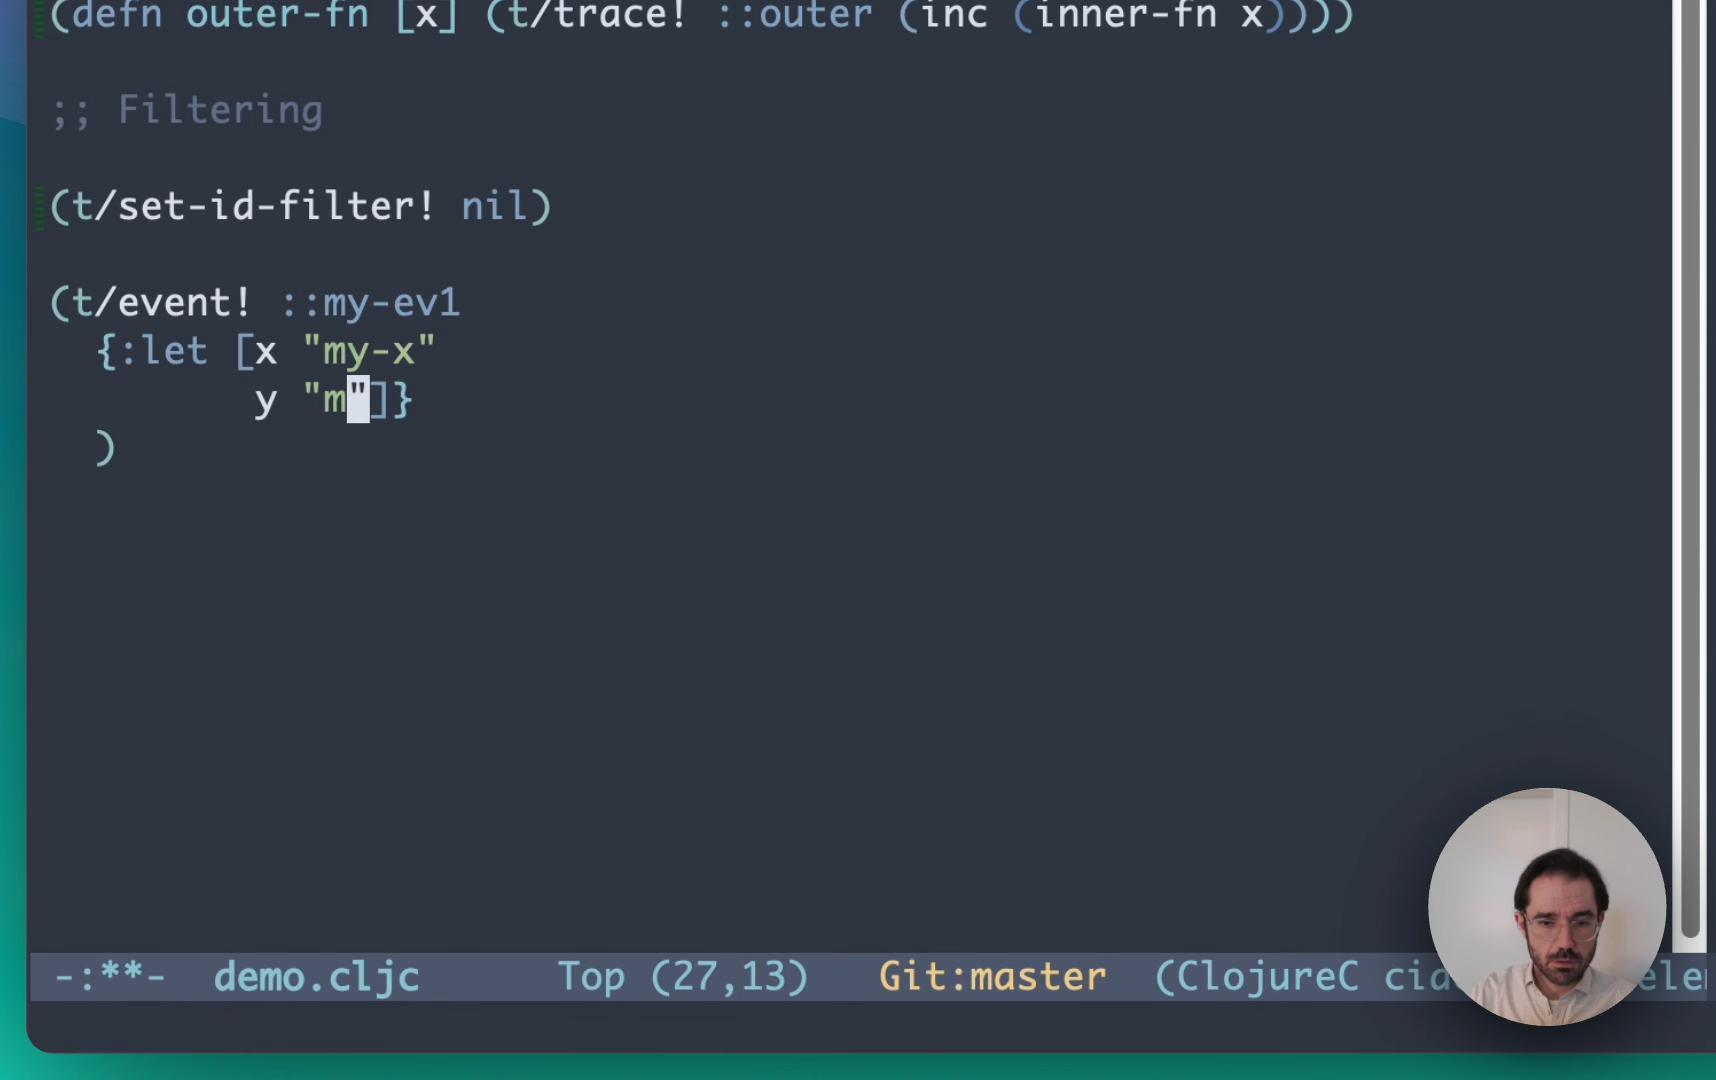 (defn outer-fn [x] (t/trace! ::outer (inc (inner-fn x))))
;; Filtering
(t/set-id-filter! nil)
(t/event! ::my-ev1
{:let [x "my-x"
y "m"]}
)
-:**- demo.cljc Top (27,13) Git:master (ClojureC